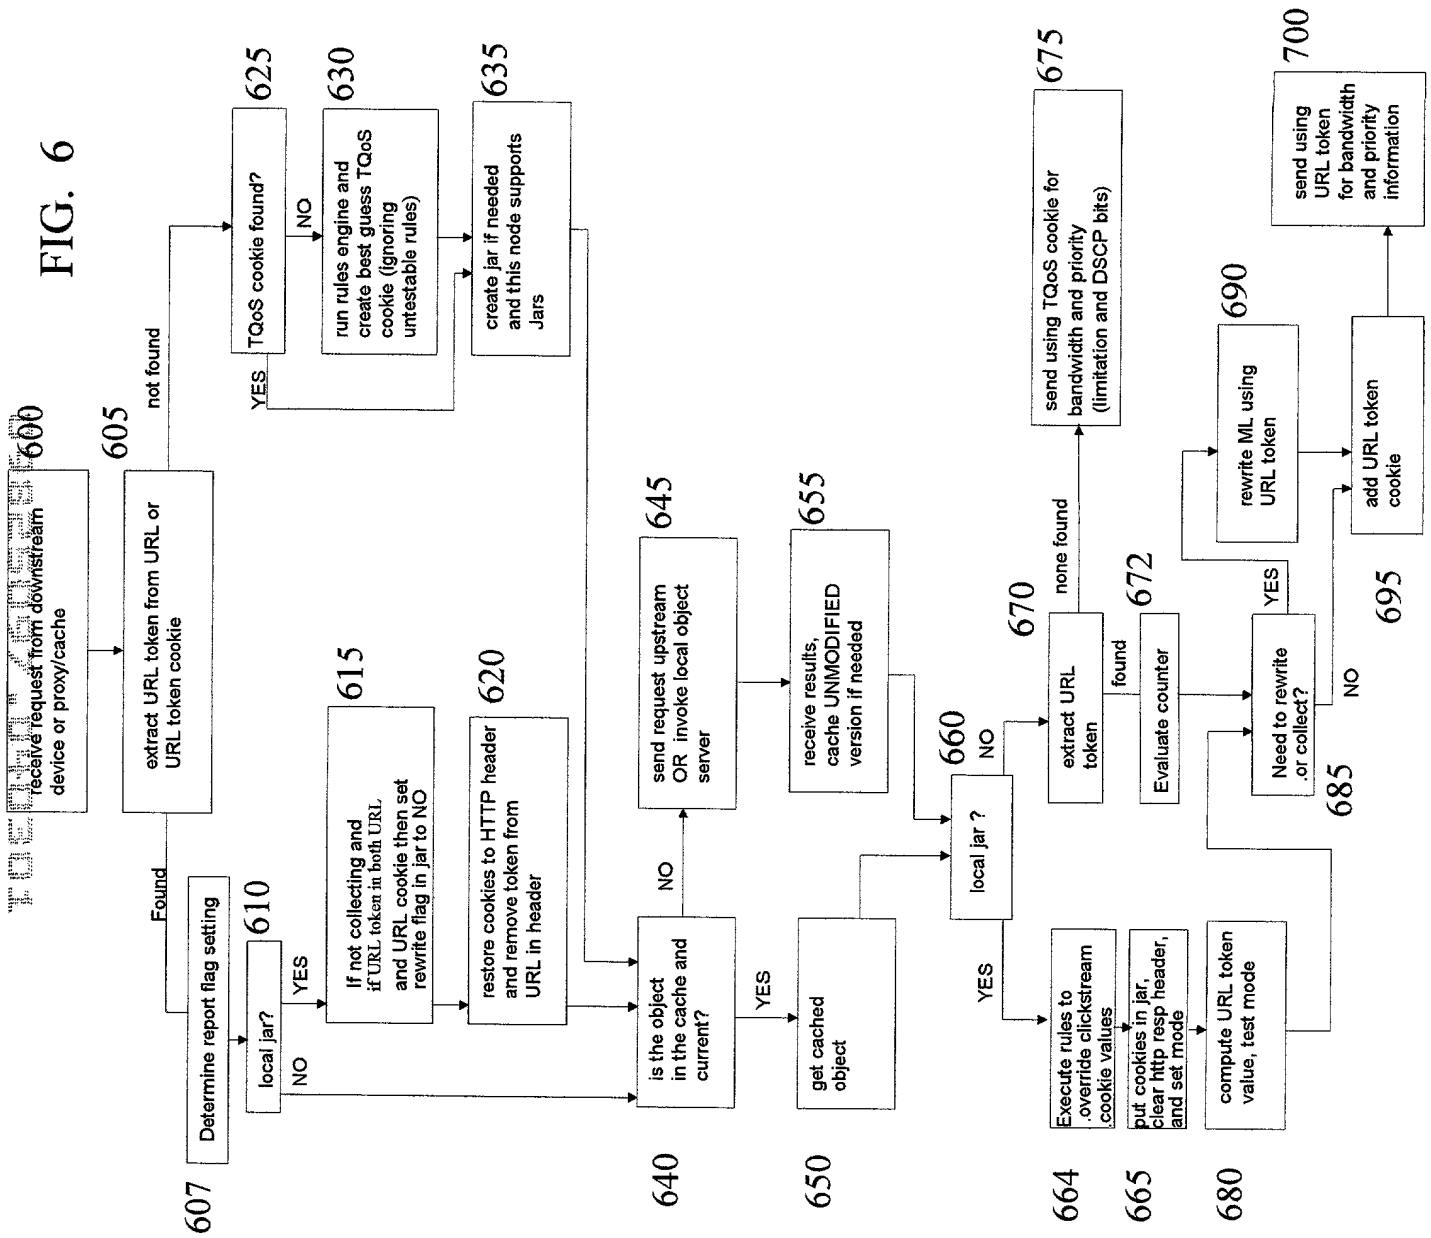 FIG. 6
600
receive request from downstream
device or proxy/cache
605
extract URL token from URL or
URL token cookie
not found
Found
625
TQoS cookie found?
NO
YES
630
run rules engine and
create best guess TQoS
cookie (ignoring
untestable rules)
635
create jar if needed
and this node supports
Jars
607
Determine report flag setting
610
local jar?
YES
NO
615
If not collecting and
if URL token in both URL
and URL cookie then set
rewrite flag in jar to NO
620
restore cookies to HTTP header
and remove token from
URL in header
640
is the object
in the cache and
current?
NO
YES
645
send request upstream
OR invoke local object
server
650
get cached
object
655
receive results,
cache UNMODIFIED
version if needed
660
local jar ?
NO
YES
664
Execute rules to
.override clickstream
.cookie values
665
put cookies in jar,
clear http resp header,
and set mode
680
compute URL token
value, test mode
670
extract URL
token
none found
found
675
send using TQoS cookie for
bandwidth and priority
(limitation and DSCP bits)
672
Evaluate counter
685
Need to rewrite
.or collect?
YES
NO
690
rewrite ML using
URL token
695
add URL token
cookie
700
send using
URL token
for bandwidth
and priority
information